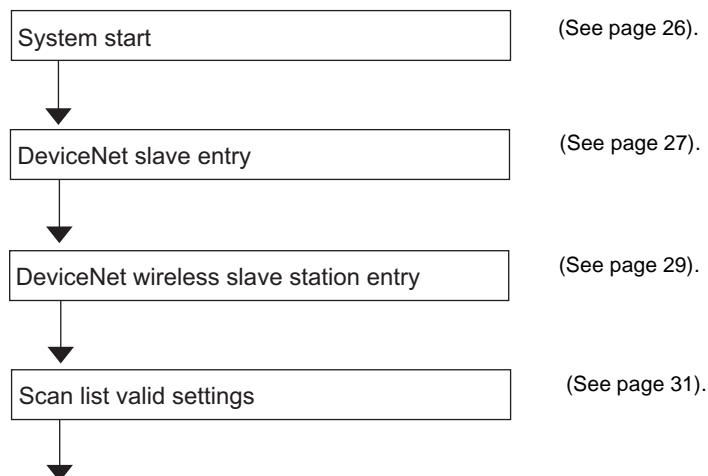 System start (See page 26).
DeviceNet slave entry (See page 27).
DeviceNet wireless slave station entry (See page 29).
Scan list valid settings (See page 31).